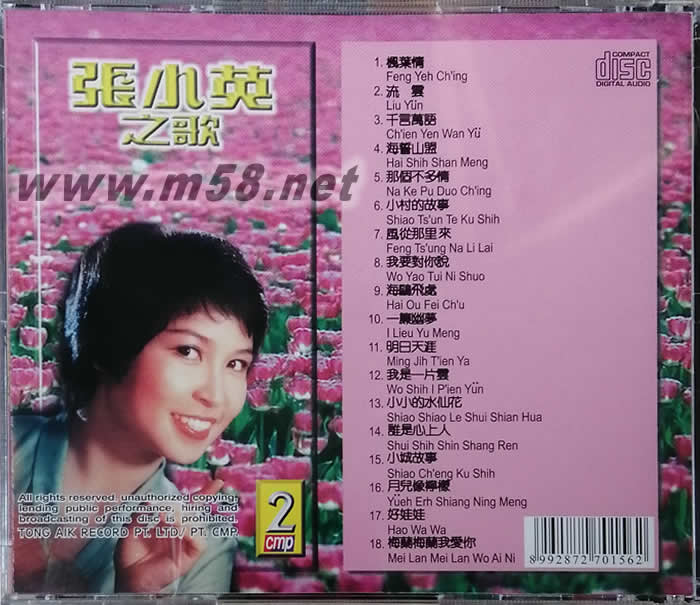 張小英
之歌
www.m58.net
1. 楓葉情
Feng Yeh Ch'ing
2. 流 雲
Liu Yün
3. 千言萬語
Ch'ien Yen Wan Yü
4. 海誓山盟
Hai Shih Shan Meng
5. 那個不多情
Na Ke Pu Duo Ch'ing
6. 小村的故事
Shiao Ts'un Te Ku Shih
7. 風從那里來
Feng Ts'ung Na Li Lai
8. 我要對你說
Wo Yao Tui Ni Shuo
9. 海鷗飛處
Hai Ou Fei Ch'u
10. 一簾幽夢
I Lieu Yu Meng
11. 明日天涯
Ming Jih T'ien Ya
12. 我是一片雲
Wo Shih I P'ien Yün
13. 小小的水仙花
Shiao Shiao Le Shui Shian Hua
14. 誰是心上人
Shui Shih Shin Shang Ren
15. 小城故事
Shiao Ch'eng Ku Shih
16. 月兒像檸檬
Yüeh Erh Shiang Ning Meng
17. 好娃娃
Hao Wa Wa
18. 梅蘭梅蘭我愛你
Mei Lan Mei Lan Wo Ai Ni
COMPACT
disc
DIGITAL AUDIO
All rights reserved. unauthorized copying,
lending public performance, hiring and
broadcasting of this disc is prohibited.
TONG AIK RECORD PT. LTD/ PT. CMP.
2
cmp
8 992872 701562